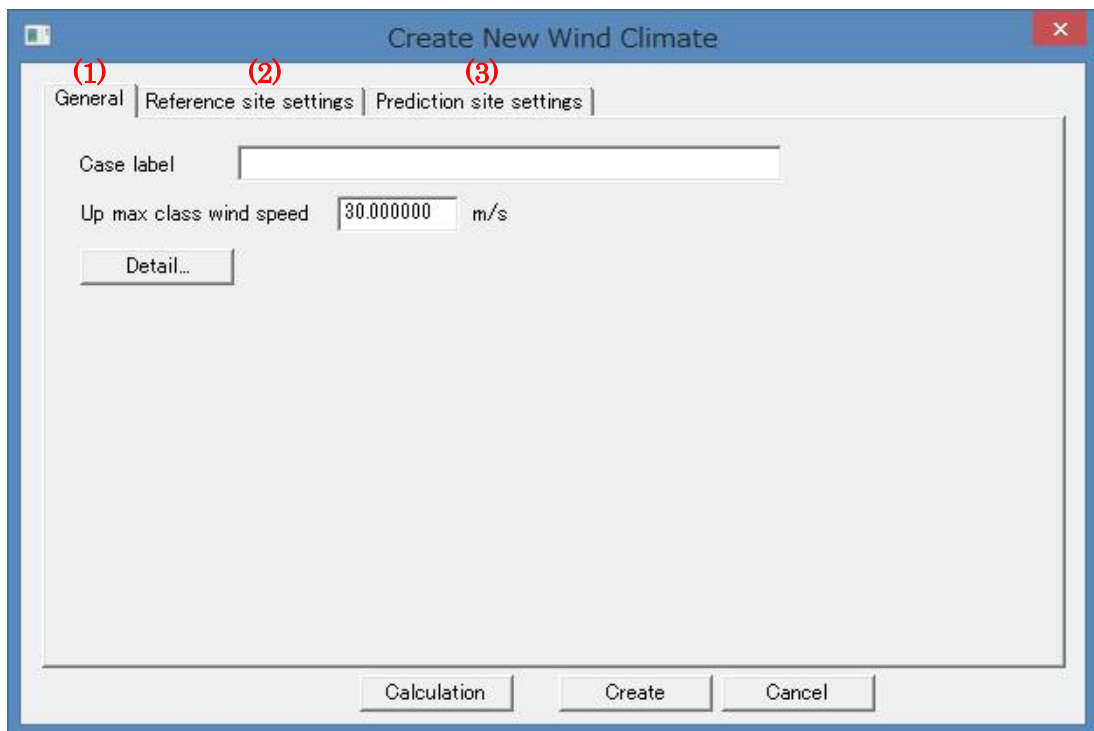 Create New Wind Climate
(1) (2) (3)
General Reference site settings Prediction site settings
Case label
Up max class wind speed 30.000000 m/s
Detail...
Calculation Create Cancel